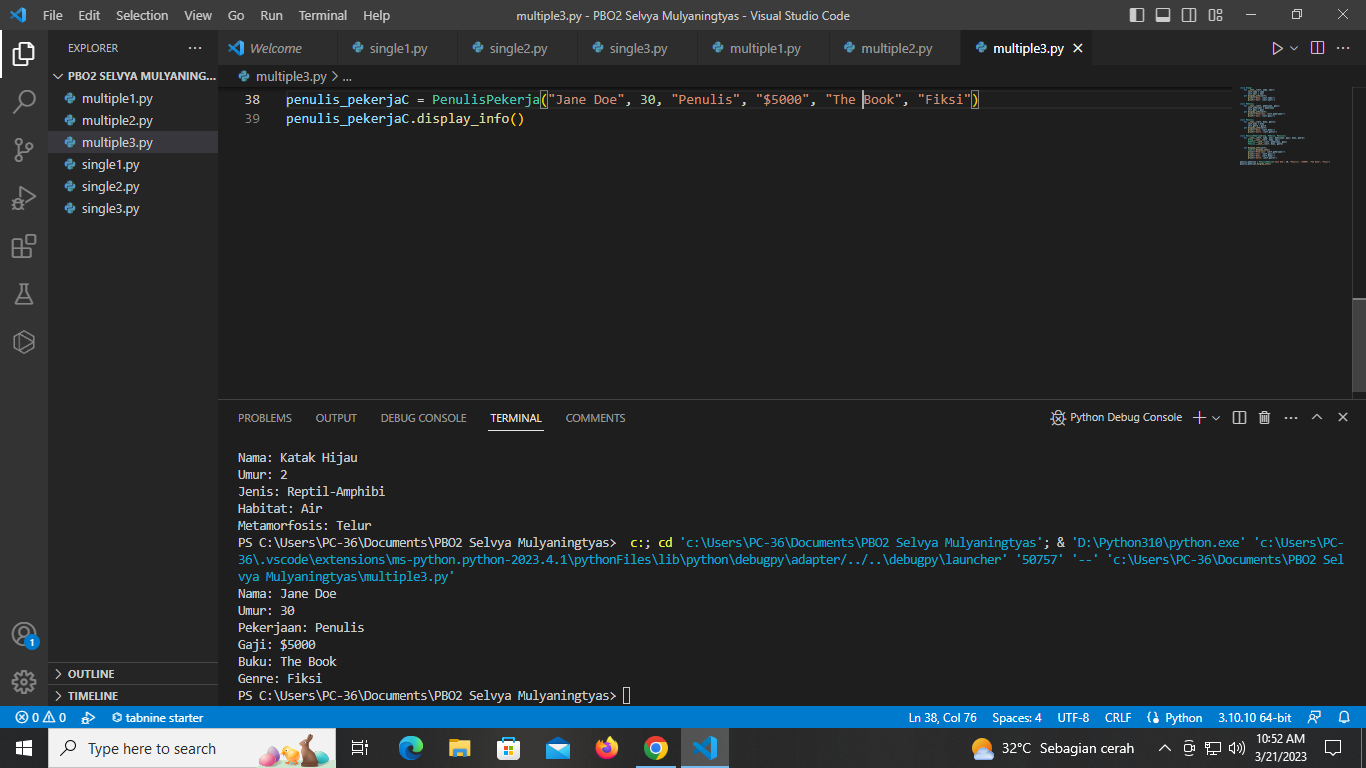 File Edit Selection View Go Run Terminal Help multiple3.py - PBO2 Selvya Mulyaningtyas - Visual Studio Code
EXPLORER
Welcome single1.py single2.py single3.py multiple1.py multiple2.py multiple3.py
PBO2 SELVYA MULYANING...
multiple1.py
multiple2.py
multiple3.py
single1.py
single2.py
single3.py
OUTLINE
TIMELINE
multiple3.py > ...
38 penulis_pekerjaC = PenulisPekerja("Jane Doe", 30, "Penulis", "$5000", "The Book", "Fiksi")
39 penulis_pekerjaC.display_info()
PROBLEMS OUTPUT DEBUG CONSOLE TERMINAL COMMENTS Python Debug Console
Nama: Katak Hijau
Umur: 2
Jenis: Reptil-Amphibi
Habitat: Air
Metamorfosis: Telur
PS C:\Users\PC-36\Documents\PBO2 Selvya Mulyaningtyas> c:; cd 'c:\Users\PC-36\Documents\PBO2 Selvya Mulyaningtyas'; & 'D:\Python310\python.exe' 'c:\Users\PC-
36\.vscode\extensions\ms-python.python-2023.4.1\pythonFiles\lib\python\debugpy\adapter/../..\debugpy\launcher' '50757' '--' 'c:\Users\PC-36\Documents\PBO2 Sel
vya Mulyaningtyas\multiple3.py'
Nama: Jane Doe
Umur: 30
Pekerjaan: Penulis
Gaji: $5000
Buku: The Book
Genre: Fiksi
PS C:\Users\PC-36\Documents\PBO2 Selvya Mulyaningtyas>
1
0 0 tabnine starter Ln 38, Col 76 Spaces: 4 UTF-8 CRLF Python 3.10.10 64-bit
Type here to search 32°C Sebagian cerah 10:52 AM
3/21/2023